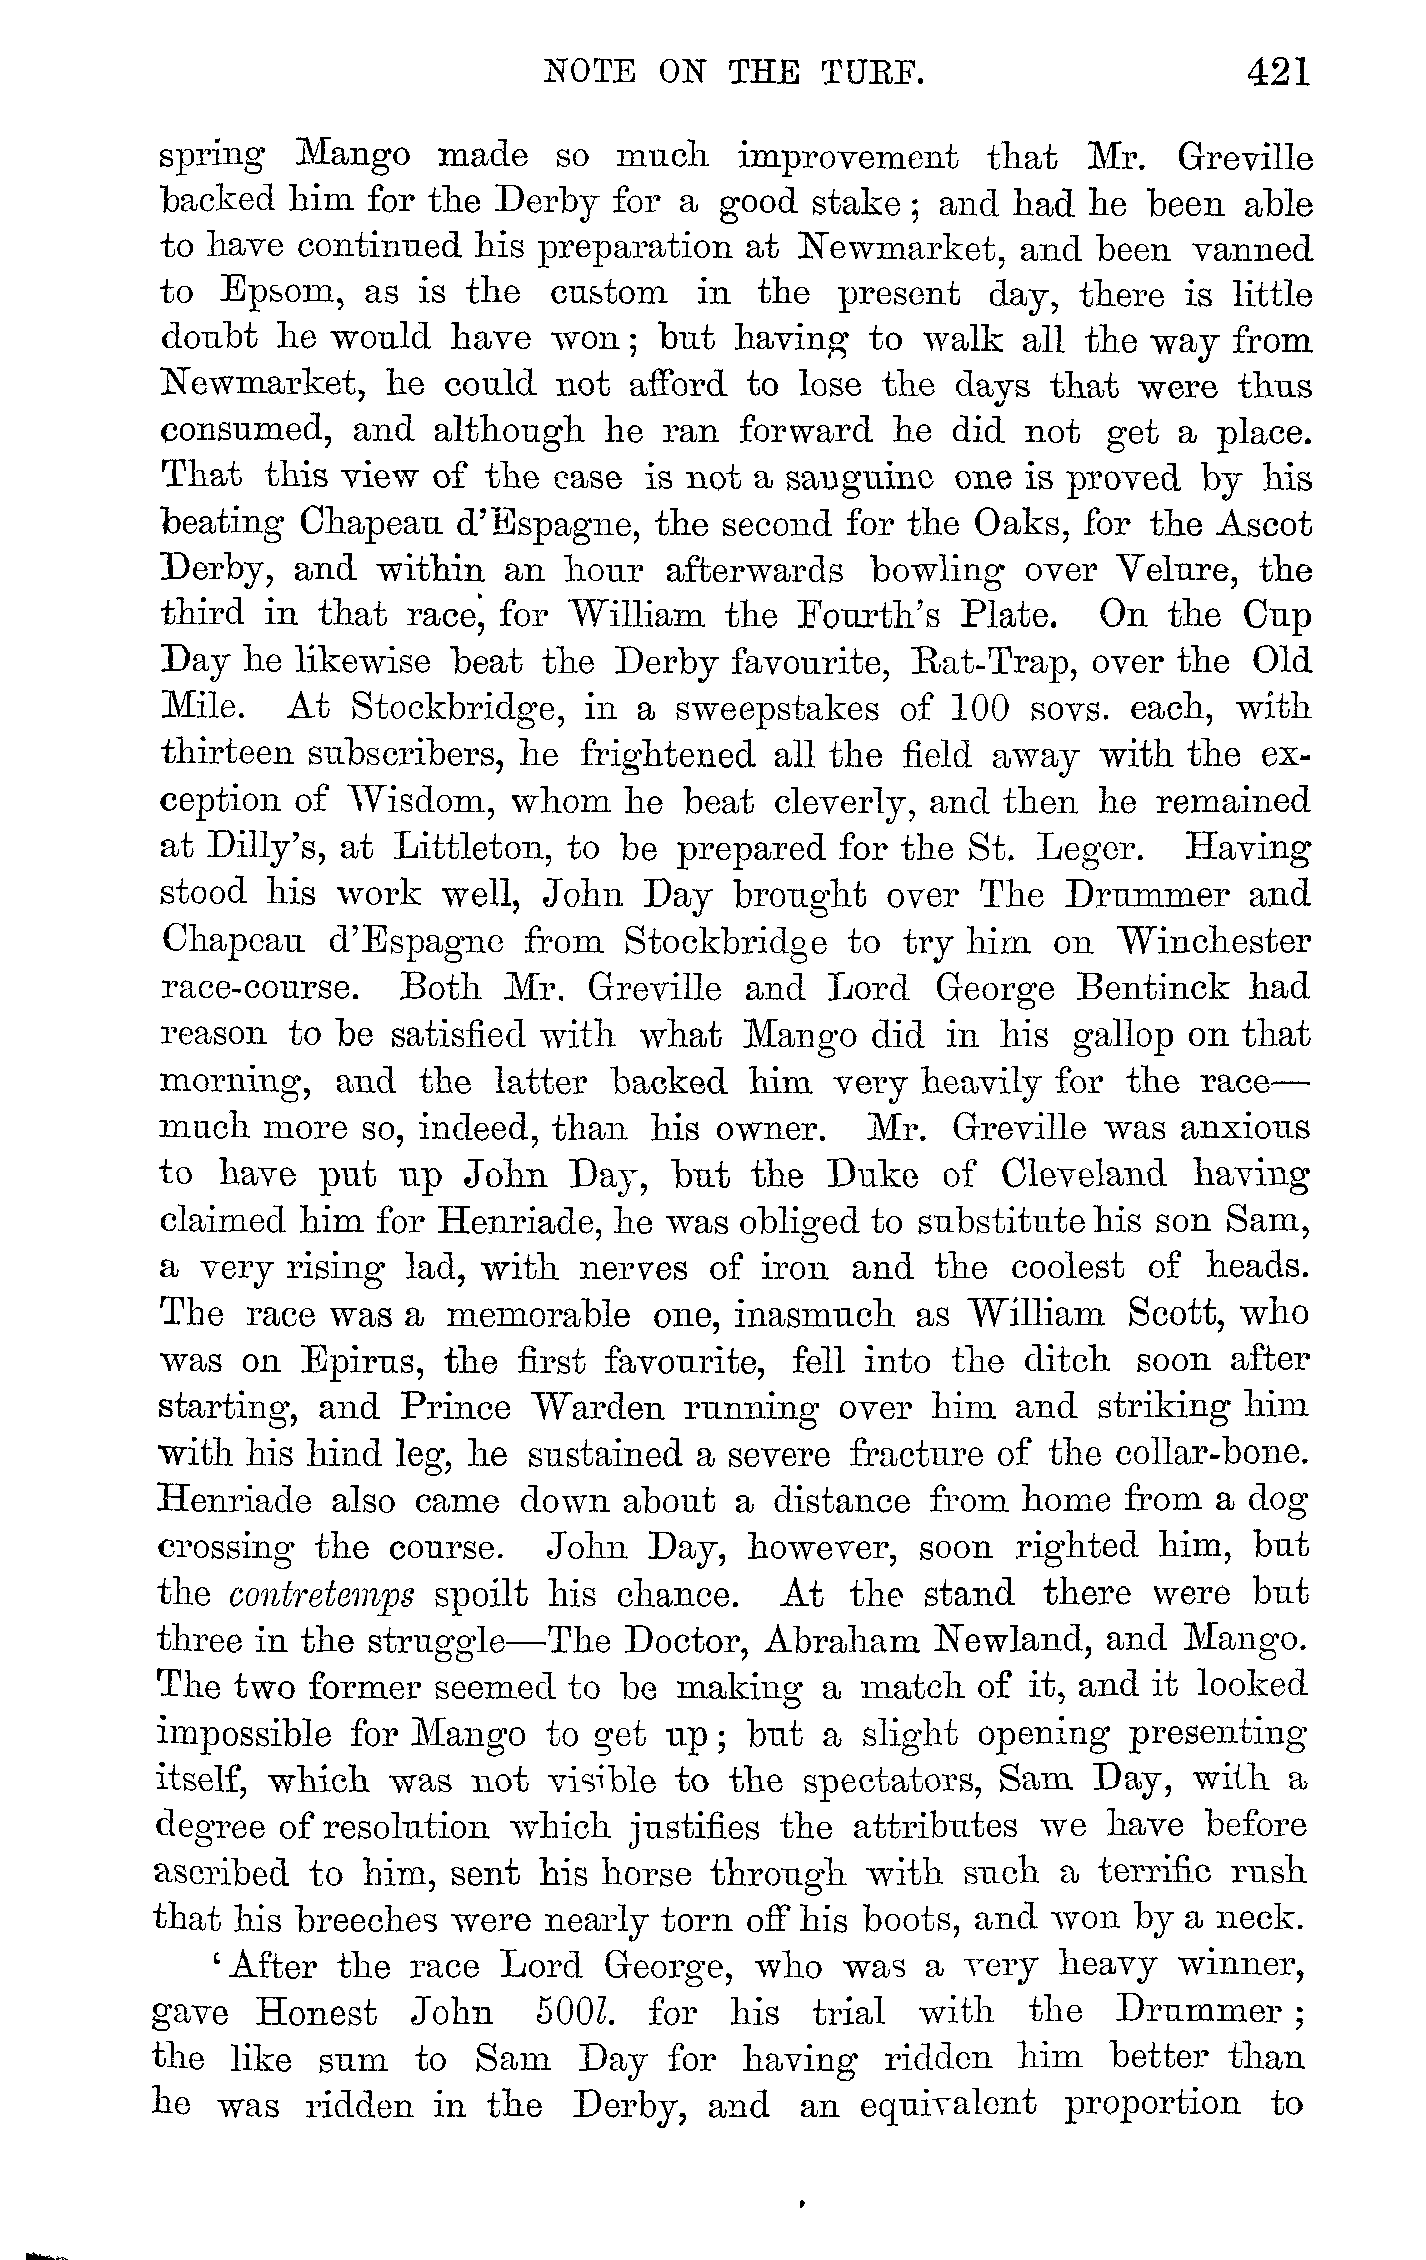 NOTE ON THE TURF. 421
spring Mango made so much improvement that Mr. Greville
backed him for the Derby for a good stake; and had he been able
to have continued his preparation at Newmarket, and been vanned
to Epsom, as is the custom in the present day, there is little
doubt he would have won; but having to walk all the way from
Newmarket, he could not afford to lose the days that were thus
consumed, and although he ran forward he did not get a place.
That this view of the case is not a sanguine one is proved by his
beating Chapeau d'Espagne, the second for the Oaks, for the Ascot
Derby, and within an hour afterwards bowling over Velure, the
third in that race, for William the Fourth's Plate. On the Cup
Day he likewise beat the Derby favourite, Rat-Trap, over the Old
Mile. At Stockbridge, in a sweepstakes of 100 sovs. each, with
thirteen subscribers, he frightened all the field away with the ex-
ception of Wisdom, whom he beat cleverly, and then he remained
at Dilly's, at Littleton, to be prepared for the St. Leger. Having
stood his work well, John Day brought over The Drummer and
Chapeau d'Espagne from Stockbridge to try him on Winchester
race-course. Both Mr. Greville and Lord George Bentinck had
reason to be satisfied with what Mango did in his gallop on that
morning, and the latter backed him very heavily for the race—
much more so, indeed, than his owner. Mr. Greville was anxious
to have put up John Day, but the Duke of Cleveland having
claimed him for Henriade, he was obliged to substitute his son Sam,
a very rising lad, with nerves of iron and the coolest of heads.
The race was a memorable one, inasmuch as William Scott, who
was on Epirus, the first favourite, fell into the ditch soon after
starting, and Prince Warden running over him and striking him
with his hind leg, he sustained a severe fracture of the collar-bone.
Henriade also came down about a distance from home from a dog
crossing the course. John Day, however, soon righted him, but
the contretemps spoilt his chance. At the stand there were but
three in the struggle—The Doctor, Abraham Newland, and Mango.
The two former seemed to be making a match of it, and it looked
impossible for Mango to get up; but a slight opening presenting
itself, which was not visible to the spectators, Sam Day, with a
degree of resolution which justifies the attributes we have before
ascribed to him, sent his horse through with such a terrific rush
that his breeches were nearly torn off his boots, and won by a neck.
'After the race Lord George, who was a very heavy winner,
gave Honest John 500l. for his trial with the Drummer;
the like sum to Sam Day for having ridden him better than
he was ridden in the Derby, and an equivalent proportion to